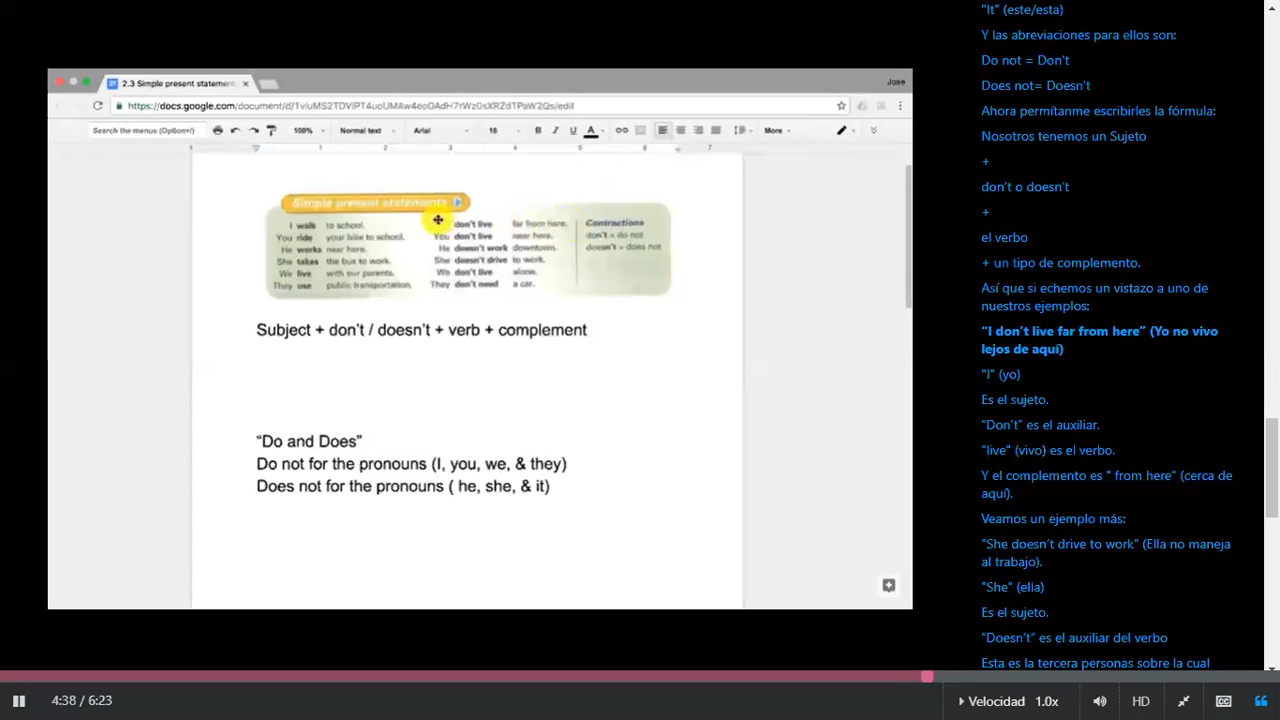 2.3 Simple present statemen
Jose
https://docs.google.com/document/d/1vluMS2TDVlPT4uoUMAw4eoQADH7rWz0sXRZdTPaW2Qs/edit
Search the menus (Option+/)
100%
Normal text
Arial
More
Simple present statements
I walk to school.
You ride your bike to school.
He works near here.
She takes the bus to work.
We live with our parents.
They use public transportation.
don't live far from here.
You don't live near here.
He doesn't work downtown.
She doesn't drive to work.
We don't live alone.
They don't need a car.
Contractions
don't = do not
doesn't = does not
Subject + don't / doesn't + verb + complement
“Do and Does”
Do not for the pronouns (I, you, we, & they)
Does not for the pronouns ( he, she, & it)
"It" (este/esta)
Y las abreviaciones para ellos son:
Do not = Don't
Does not= Doesn't
Ahora permítanme escribirles la fórmula:
Nosotros tenemos un Sujeto
+
don't o doesn't
+
el verbo
+ un tipo de complemento.
Así que si echemos un vistazo a uno de
nuestros ejemplos:
“I don't live far from here” (Yo no vivo
lejos de aquí)
"I" (yo)
Es el sujeto.
“Don't” es el auxiliar.
"live" (vivo) es el verbo.
Y el complemento es " from here” (cerca de
aquí).
Veamos un ejemplo más:
"She doesn't drive to work" (Ella no maneja
al trabajo).
"She" (ella)
Es el sujeto.
“Doesn't” es el auxiliar del verbo
Esta es la tercera personas sobre la cual
4:38 / 6:23
Velocidad 1.0x
HD